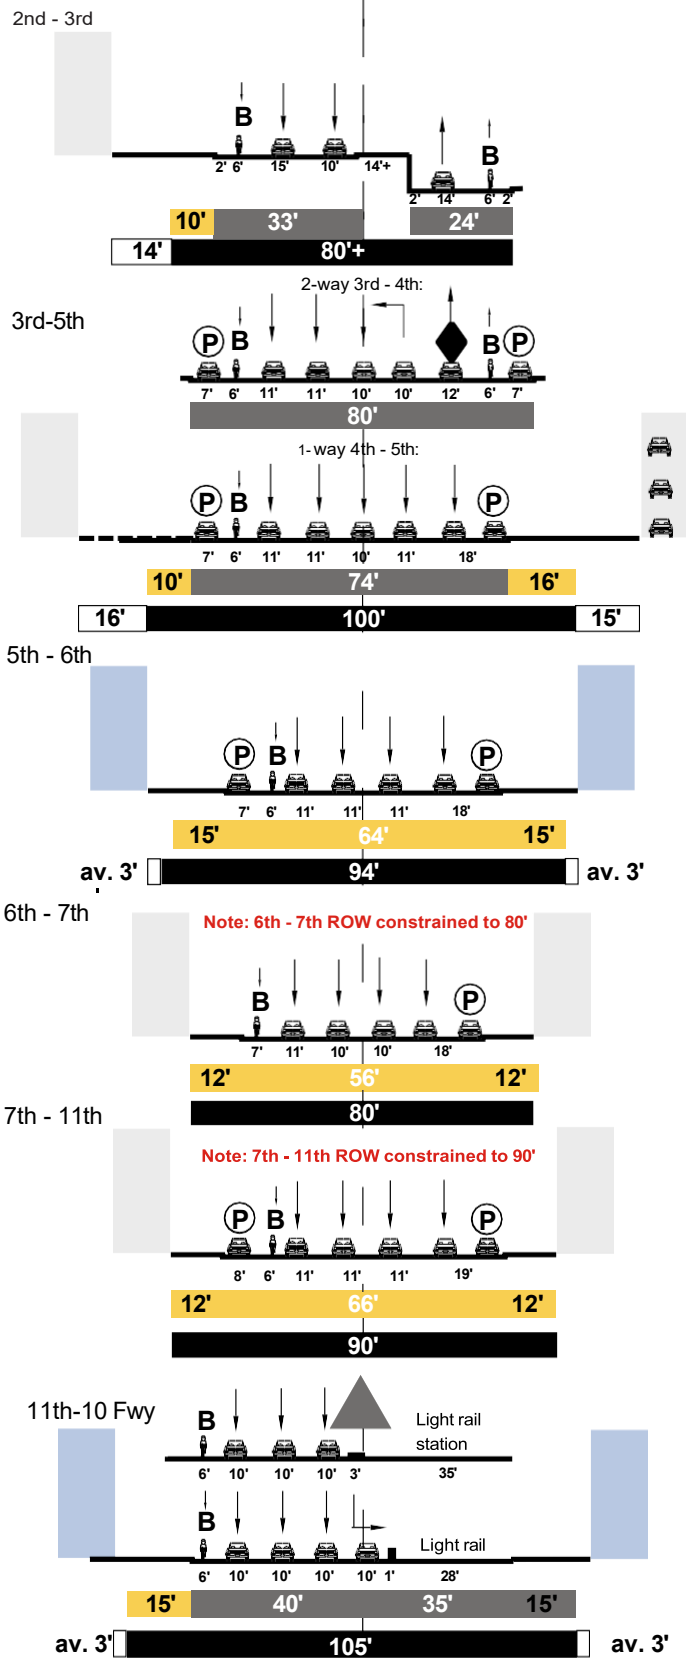 2nd - 3rd
B
B
2' 6' 15' 10' 14'+
2' 14' 6' 2'
10' 33' 24'
14' 80'+
2-way 3rd - 4th:
3rd-5th
P B B P
7' 6' 11' 11' 10' 10' 12' 6' 7'
80'
1-way 4th - 5th:
P B P
7' 6' 11' 11' 10' 11' 18'
10' 74' 16'
16' 100' 15'
5th - 6th
P B P
7' 6' 11' 11' 11' 18'
15' 64' 15'
av. 3' 94' av. 3'
6th - 7th
Note: 6th - 7th ROW constrained to 80'
B P
7' 11' 10' 10' 18'
12' 56' 12'
80'
7th - 11th
Note: 7th - 11th ROW constrained to 90'
P B P
8' 6' 11' 11' 11' 19'
12' 66' 12'
90'
11th-10 Fwy
B
Light rail
station
6' 10' 10' 10' 3' 35'
B
Light rail
6' 10' 10' 10' 10' 1' 28'
15' 40' 35' 15'
av. 3' 105' av. 3'